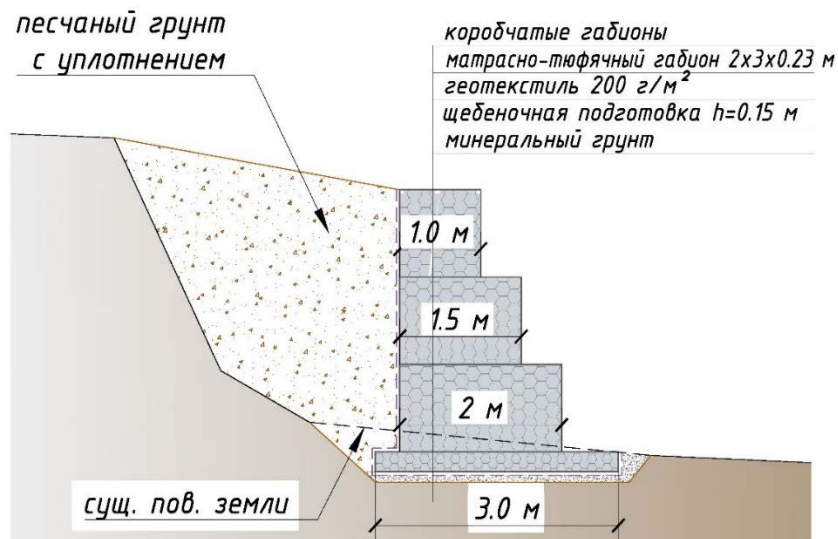 песчаный грунт
с уплотнением
коробчатые габионы
матрасно-тюфячный габион 2х3х0.23 м
геотекстиль 200 г/м²
щебеночная подготовка h=0.15 м
минеральный грунт
1.0 м
1.5 м
2 м
сущ. пов. земли
3.0 м